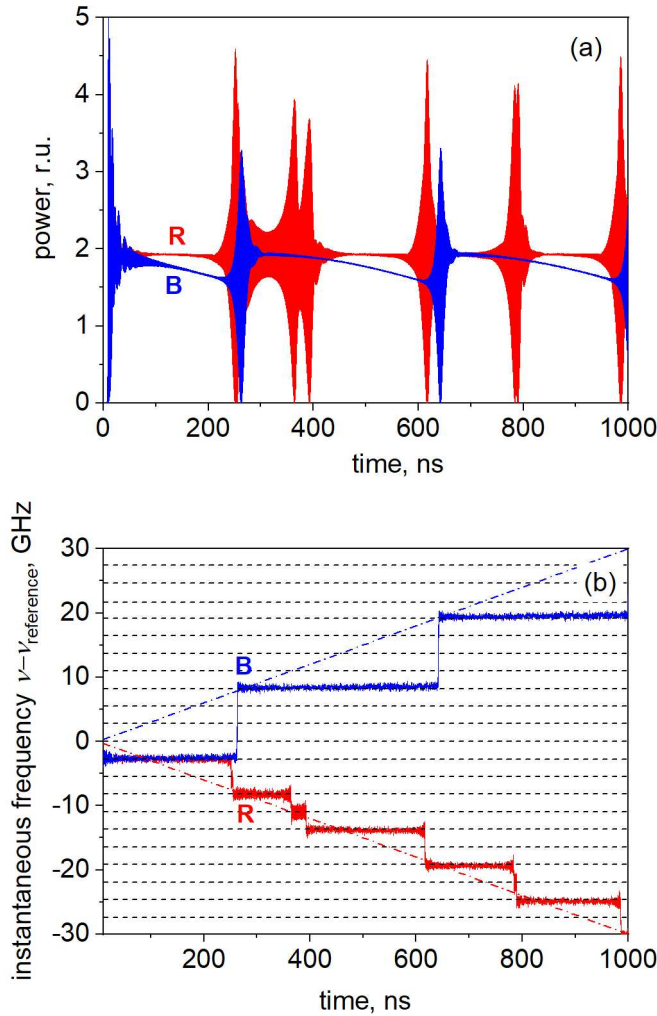 5
(a)
4
3
R
2
B
1
0
0 200 400 600 800 1000
power, r.u.
time, ns
30
(b)
20
B
10
0
-10
R
-20
-30
200 400 600 800 1000
instantaneous frequency ν−νreference, GHz
time, ns